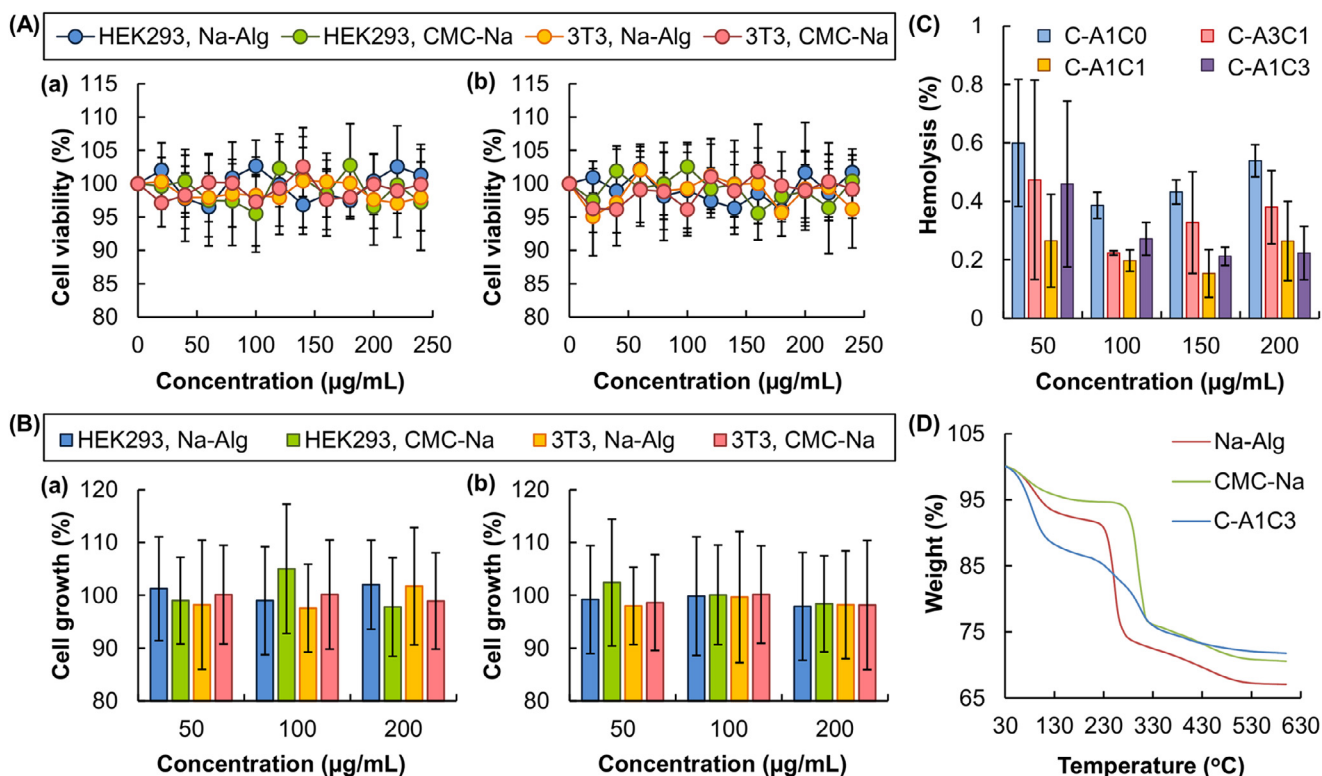 (A)
HEK293, Na-Alg HEK293, CMC-Na 3T3, Na-Alg 3T3, CMC-Na
(a)
Cell viability (%)
115
110
105
100
95
90
85
80
0 50 100 150 200 250
Concentration (µg/mL)
(b)
Cell viability (%)
115
110
105
100
95
90
85
80
0 50 100 150 200 250
Concentration (µg/mL)
(C)
C-A1C0 C-A3C1
C-A1C1 C-A1C3
Hemolysis (%)
1
0.8
0.6
0.4
0.2
0
50 100 150 200
Concentration (µg/mL)
(B)
HEK293, Na-Alg HEK293, CMC-Na 3T3, Na-Alg 3T3, CMC-Na
(a)
Cell growth (%)
120
110
100
90
80
50 100 200
Concentration (µg/mL)
(b)
Cell growth (%)
120
110
100
90
80
50 100 200
Concentration (µg/mL)
(D)
Na-Alg
CMC-Na
C-A1C3
Weight (%)
105
95
85
75
65
30 130 230 330 430 530 630
Temperature (°C)